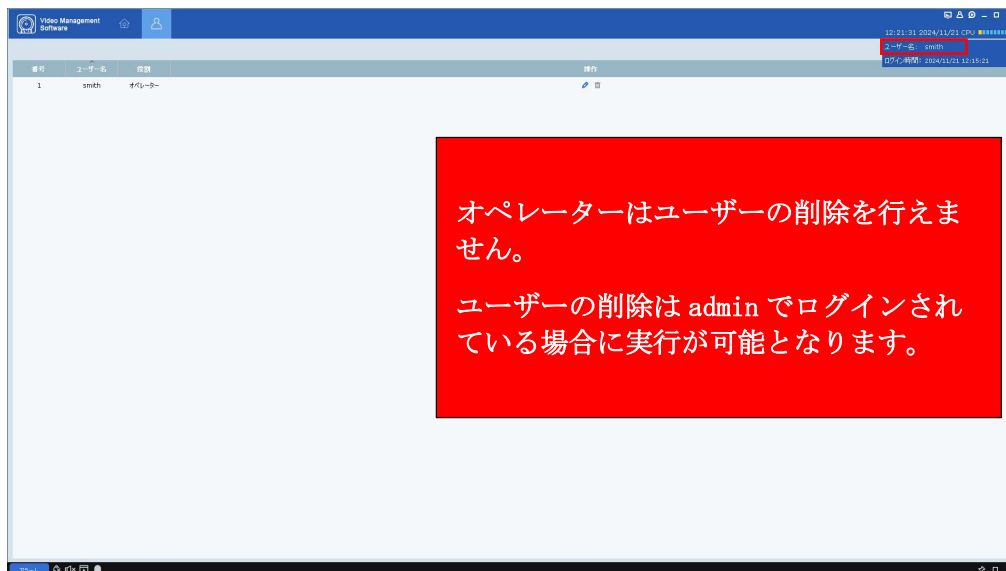 Video Management
Software
12:21:31 2024/11/21 CPU
ユーザー名: smith
ログイン時間: 2024/11/21 12:15:21
番号 ユーザー名 役割 操作
1 smith オペレーター
オペレーターはユーザーの削除を行えま
せん。
ユーザーの削除は admin でログインされ
ている場合に実行が可能となります。